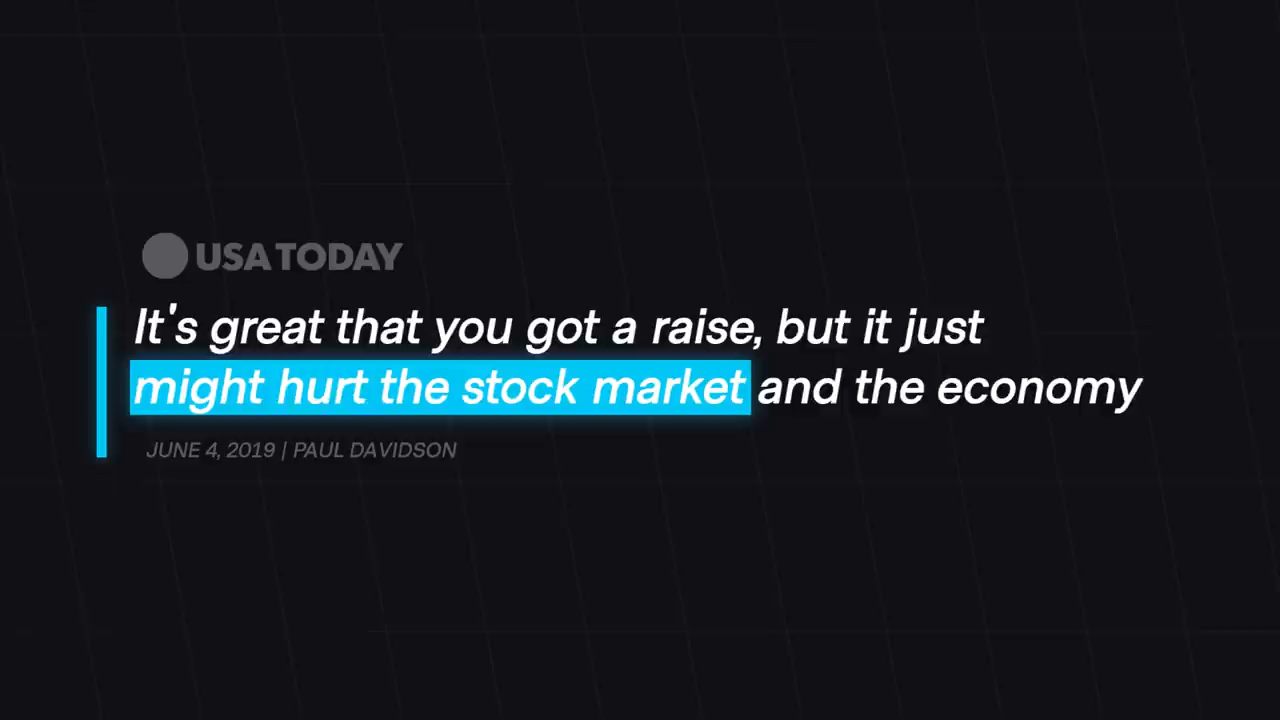 USA TODAY
It's great that you got a raise, but it just
might hurt the stock market and the economy
JUNE 4, 2019 | PAUL DAVIDSON